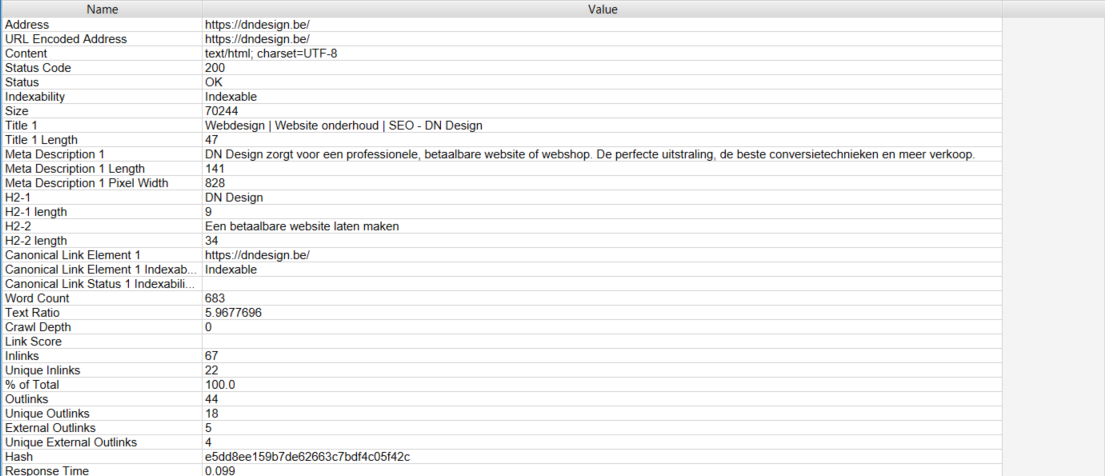 Name Value
Address https://dndesign.be/
URL Encoded Address https://dndesign.be/
Content text/html; charset=UTF-8
Status Code 200
Status OK
Indexability Indexable
Size 70244
Title 1 Webdesign | Website onderhoud | SEO - DN Design
Title 1 Length 47
Meta Description 1 DN Design zorgt voor een professionele, betaalbare website of webshop. De perfecte uitstraling, de beste conversietechnieken en meer verkoop.
Meta Description 1 Length 141
Meta Description 1 Pixel Width 828
H2-1 DN Design
H2-1 length 9
H2-2 Een betaalbare website laten maken
H2-2 length 34
Canonical Link Element 1 https://dndesign.be/
Canonical Link Element 1 Indexab... Indexable
Canonical Link Status 1 Indexabili...
Word Count 683
Text Ratio 5.9677696
Crawl Depth 0
Link Score
Inlinks 67
Unique Inlinks 22
% of Total 100.0
Outlinks 44
Unique Outlinks 18
External Outlinks 5
Unique External Outlinks 4
Hash e5dd8ee159b7de62663c7bdf4c05f42c
Response Time 0.099